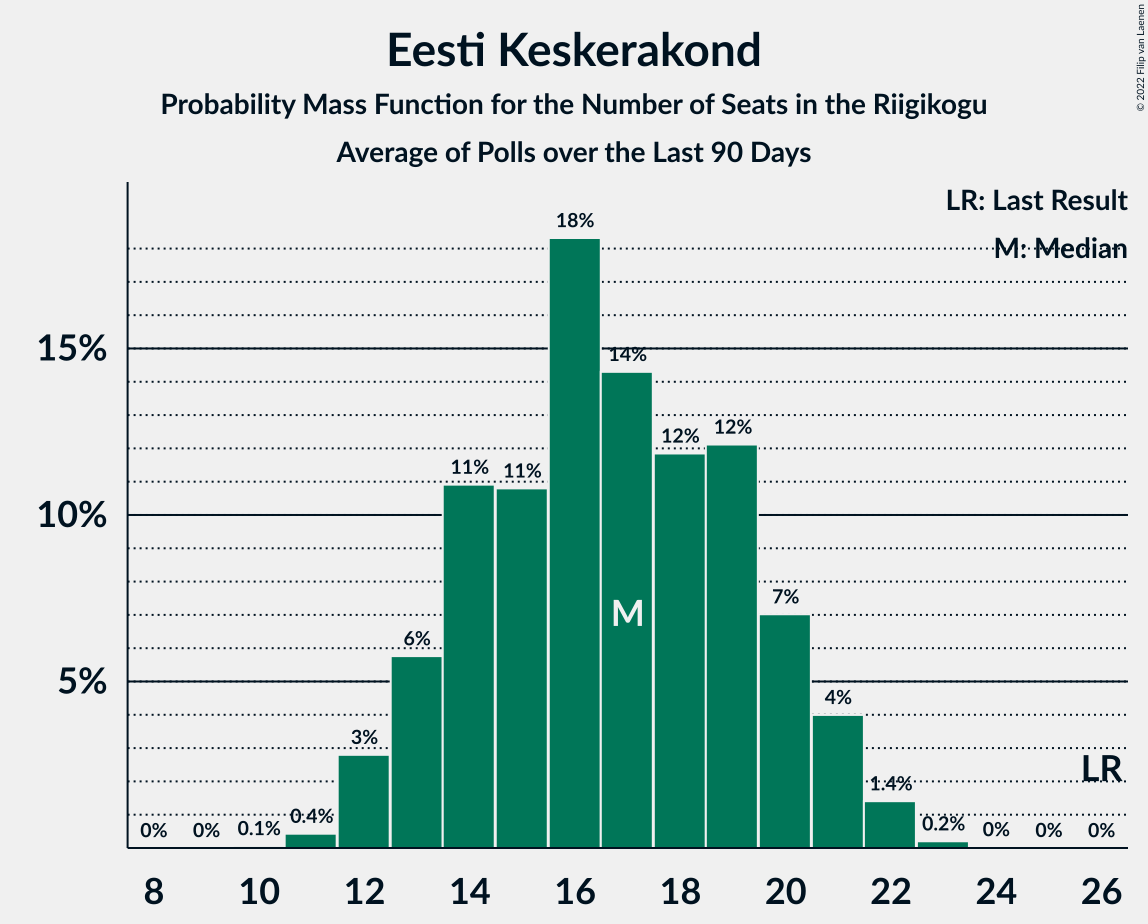 Eesti Keskerakond
Probability Mass Function for the Number of Seats in the Riigikogu
Average of Polls over the Last 90 Days
© 2022 Filip van Laenen
LR: Last Result
M: Median
15%
10%
5%
0%
0%
0.1%
0.4%
3%
6%
11%
11%
18%
14%
12%
12%
7%
4%
1.4%
0.2%
0%
0%
0%
M
LR
8 10 12 14 16 18 20 22 24 26